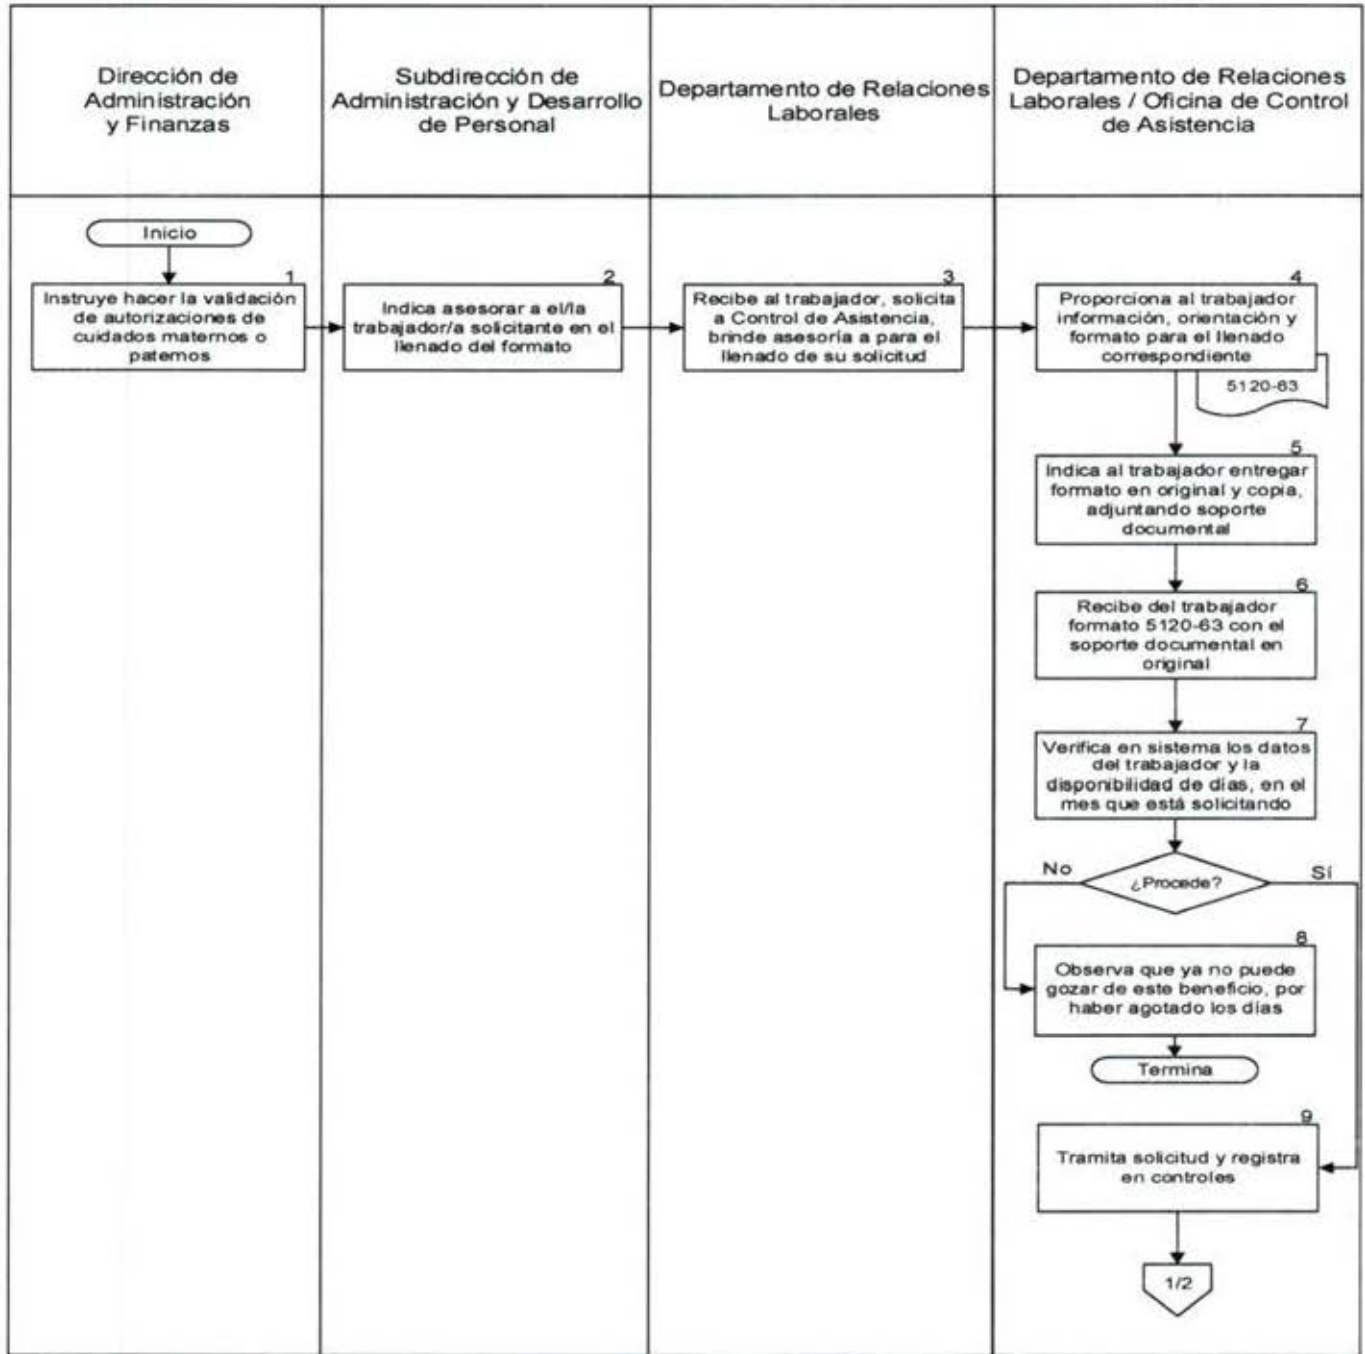 Dirección de
Administración
y Finanzas
Subdirección de
Administración y Desarrollo
de Personal
Departamento de Relaciones
Laborales
Departamento de Relaciones
Laborales / Oficina de Control
de Asistencia
Inicio
1
Instruye hacer la validación
de autorizaciones de
cuidados maternos o
paternos
2
Indica asesorar a el/la
trabajador/a solicitante en el
llenado del formato
3
Recibe al trabajador, solicita
a Control de Asistencia,
brinde asesoría a para el
llenado de su solicitud
4
Proporciona al trabajador
información, orientación y
formato para el llenado
correspondiente
5120-63
5
Indica al trabajador entregar
formato en original y copia,
adjuntando soporte
documental
6
Recibe del trabajador
formato 5120-63 con el
soporte documental en
original
7
Verifica en sistema los datos
del trabajador y la
disponibilidad de días, en el
mes que está solicitando
¿Procede?
No
Sí
8
Observa que ya no puede
gozar de este beneficio, por
haber agotado los días
Termina
9
Tramita solicitud y registra
en controles
1/2